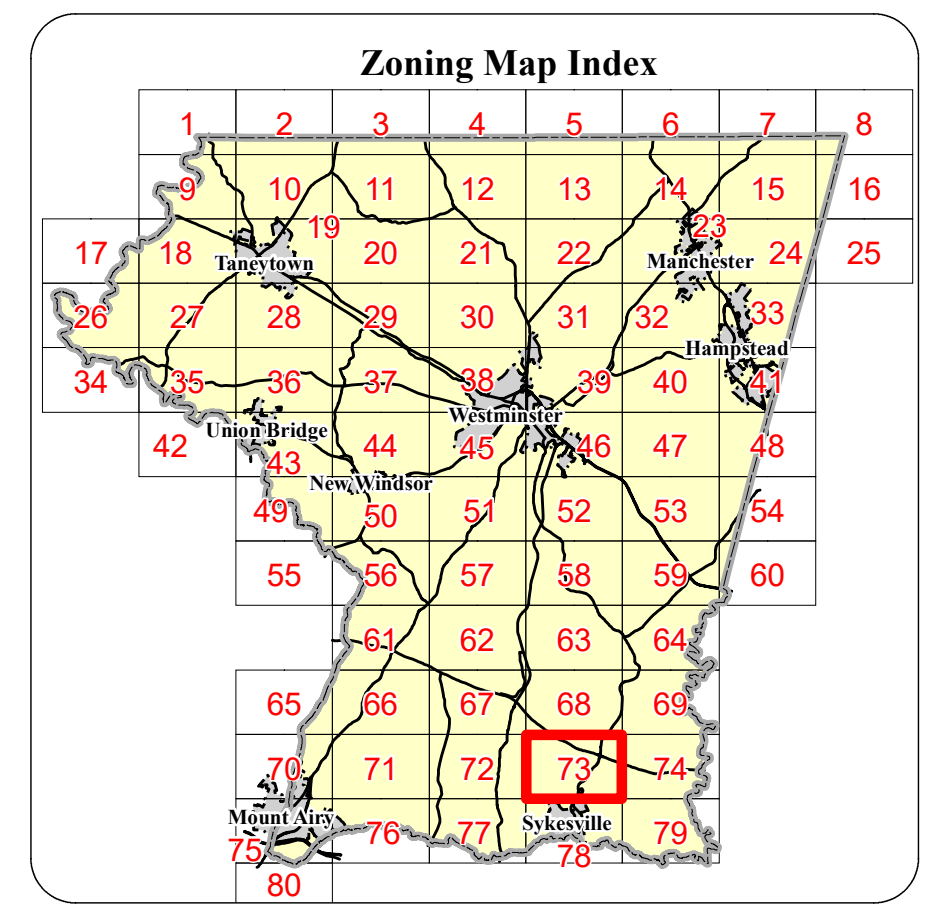 Zoning Map Index
1 2 3 4 5 6 7 8
9 10 11 12 13 14 15 16
17 18 19 20 21 22 23 24 25
Taneytown Manchester
26 27 28 29 30 31 32 33
Hampstead
34 35 36 37 38 39 40 41
Westminster
Union Bridge
42 43 44 45 46 47 48
New Windsor
49 50 51 52 53 54
55 56 57 58 59 60
61 62 63 64
65 66 67 68 69
70 71 72 73 74
Mount Airy Sykesville
75 76 77 78 79
80